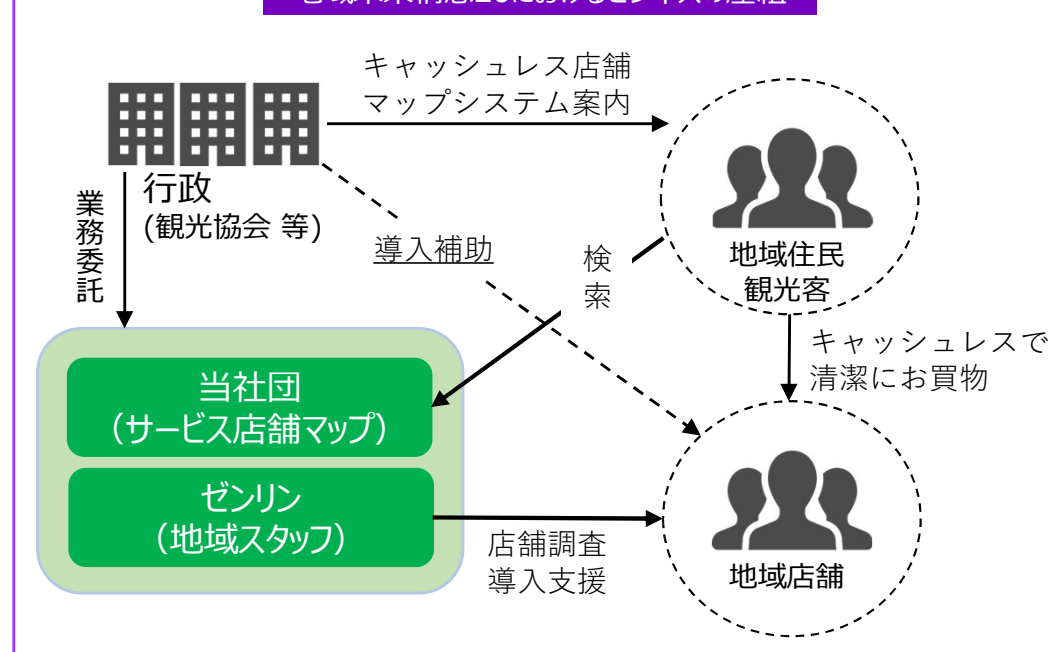 キャッシュレス店舗
マップシステム案内
行政
(観光協会 等)
業務委託
導入補助
検索
地域住民
観光客
キャッシュレスで
清潔にお買物
当社団
（サービス店舗マップ）
ゼンリン
（地域スタッフ）
店舗調査
導入支援
地域店舗